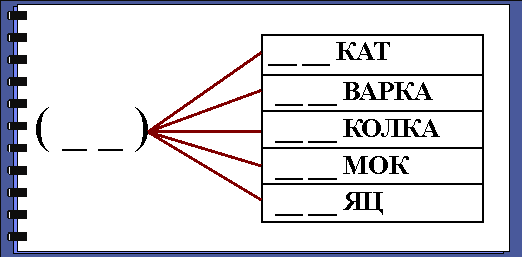 ( _ _ )
_ _ КАТ
_ _ ВАРКА
_ _ КОЛКА
_ _ МОК
_ _ ЯЦ